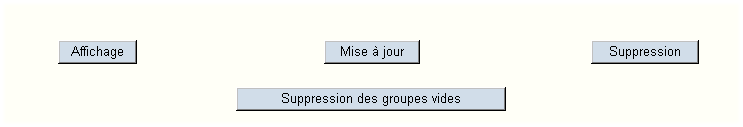 Affichage
Mise à jour
Suppression
Suppression des groupes vides